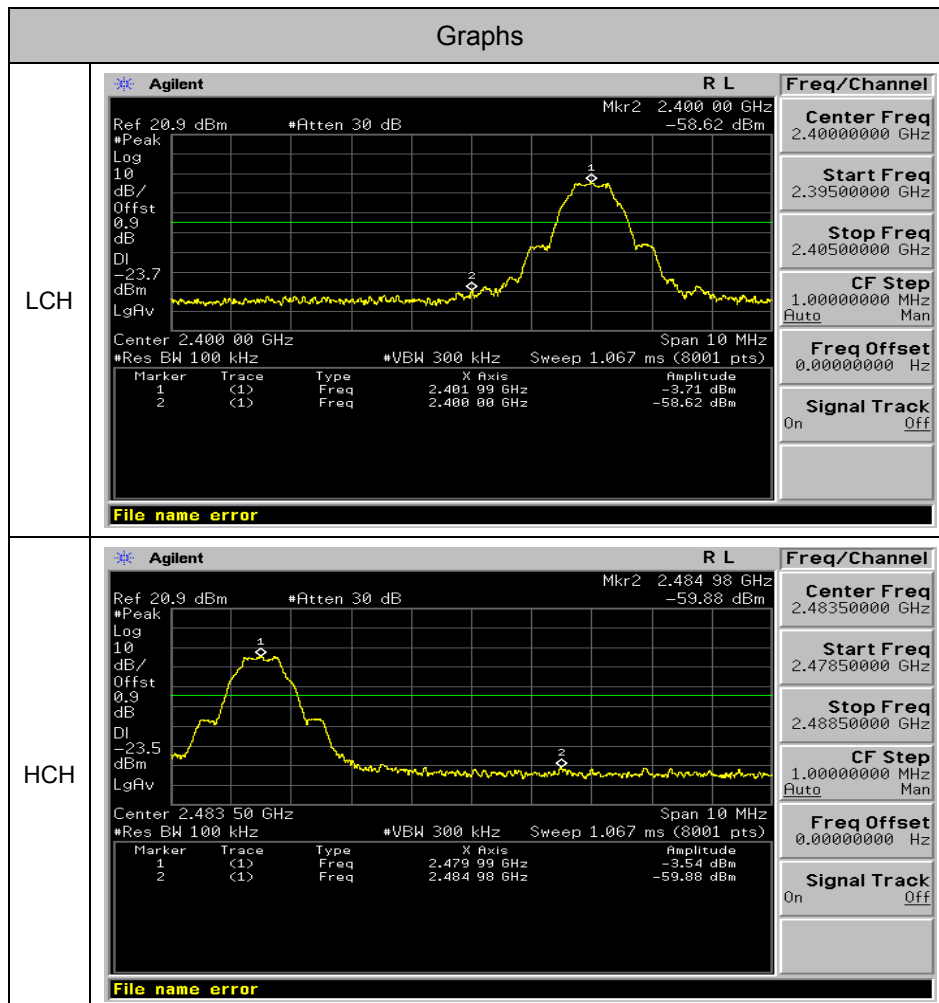 Graphs
LCH
Agilent R L
Mkr2 2.400 00 GHz
Ref 20.9 dBm #Atten 30 dB -58.62 dBm
#Peak
Log
10
dB/
Offst
0.9
dB
DI
-23.7
dBm
LgAv
1
2
Center 2.400 00 GHz Span 10 MHz
#Res BW 100 kHz #VBW 300 kHz Sweep 1.067 ms (8001 pts)
Marker Trace Type X Axis Amplitude
1 (1) Freq 2.401 99 GHz -3.71 dBm
2 (1) Freq 2.400 00 GHz -58.62 dBm
File name error
Freq/Channel
Center Freq
2.40000000 GHz
Start Freq
2.39500000 GHz
Stop Freq
2.40500000 GHz
CF Step
1.00000000 MHz
Auto Man
Freq Offset
0.00000000 Hz
Signal Track
On Off
HCH
Agilent R L
Mkr2 2.484 98 GHz
Ref 20.9 dBm #Atten 30 dB -59.88 dBm
#Peak
Log
10
dB/
Offst
0.9
dB
DI
-23.5
dBm
LgAv
1
2
Center 2.483 50 GHz Span 10 MHz
#Res BW 100 kHz #VBW 300 kHz Sweep 1.067 ms (8001 pts)
Marker Trace Type X Axis Amplitude
1 (1) Freq 2.479 99 GHz -3.54 dBm
2 (1) Freq 2.484 98 GHz -59.88 dBm
File name error
Freq/Channel
Center Freq
2.48350000 GHz
Start Freq
2.47850000 GHz
Stop Freq
2.48850000 GHz
CF Step
1.00000000 MHz
Auto Man
Freq Offset
0.00000000 Hz
Signal Track
On Off